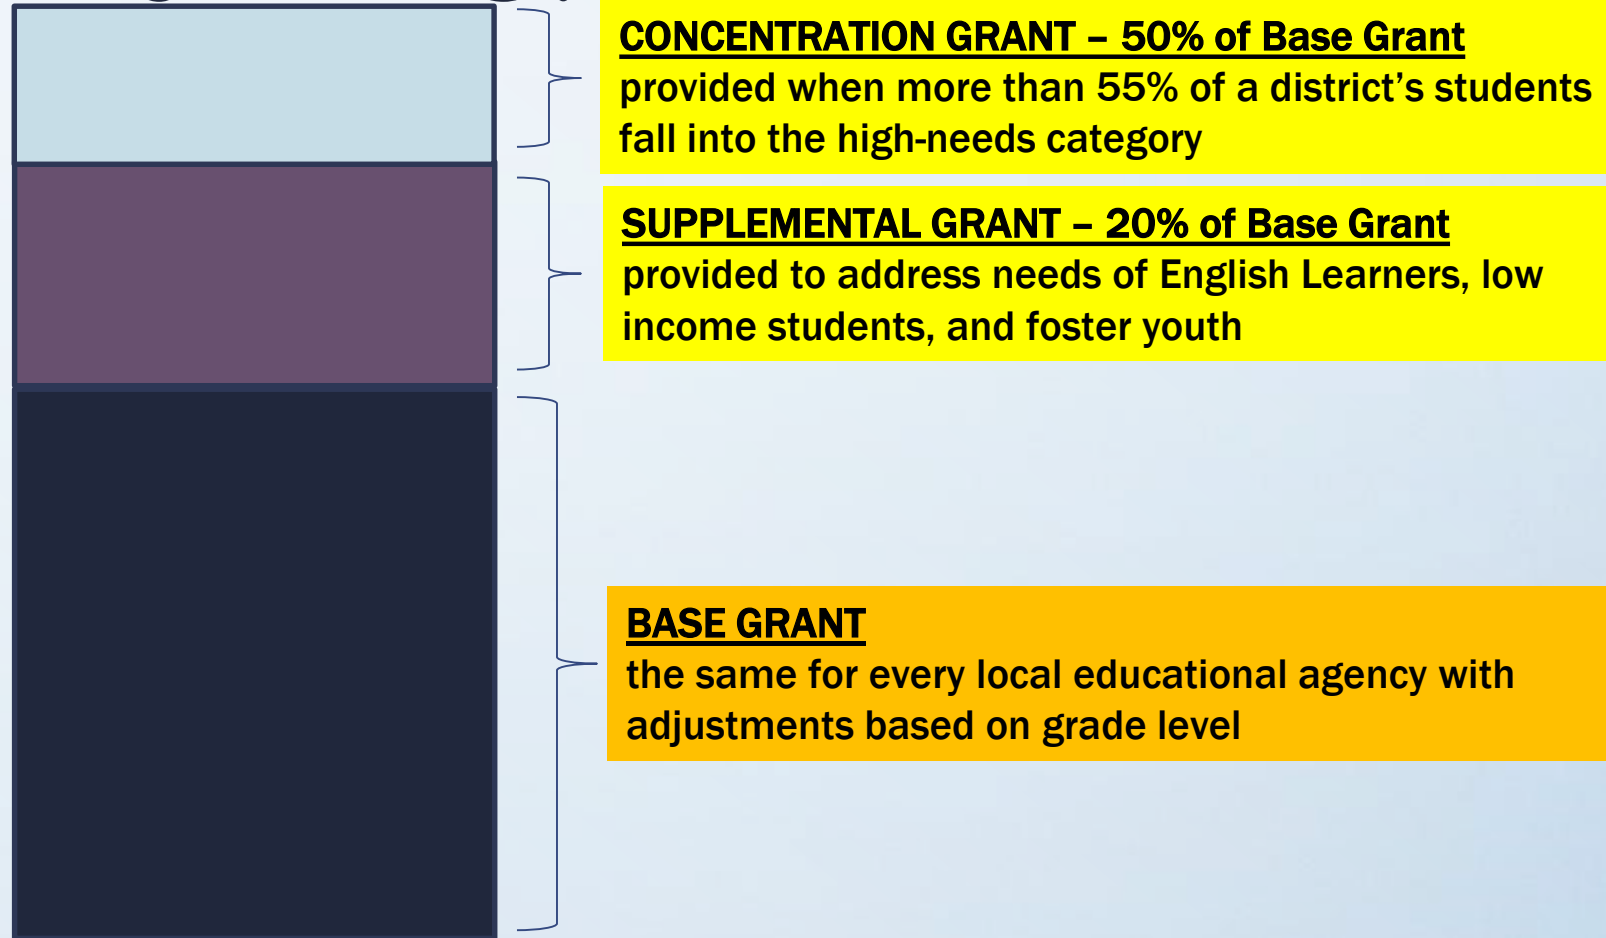 CONCENTRATION GRANT – 50% of Base Grant
provided when more than 55% of a district’s students
fall into the high-needs category
SUPPLEMENTAL GRANT – 20% of Base Grant
provided to address needs of English Learners, low
income students, and foster youth
BASE GRANT
the same for every local educational agency with
adjustments based on grade level